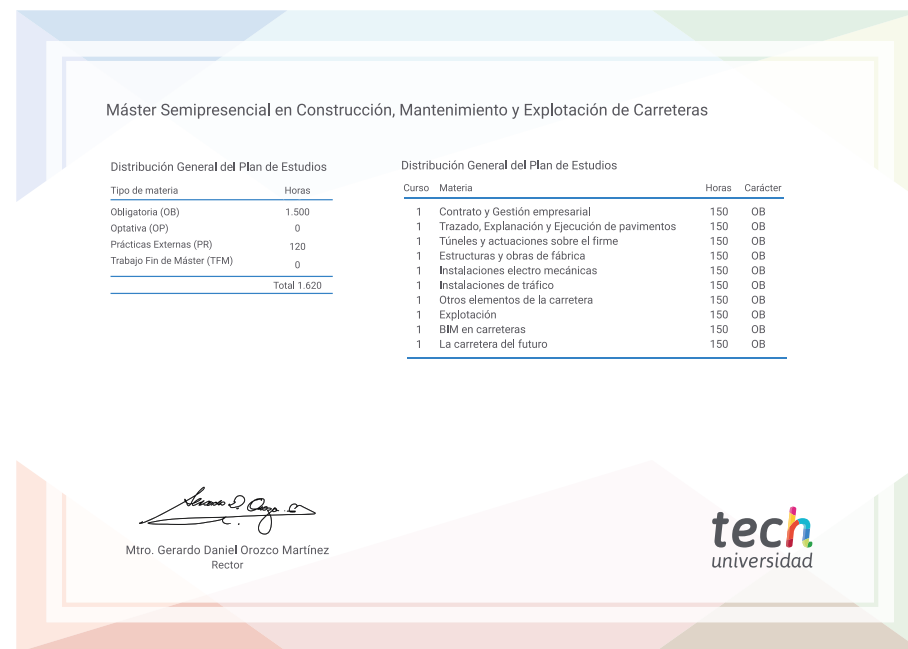 Máster Semipresencial en Construcción, Mantenimiento y Explotación de Carreteras
Distribución General del Plan de Estudios
Tipo de materia Horas
Obligatoria (OB) 1.500
Optativa (OP) 0
Prácticas Externas (PR) 120
Trabajo Fin de Máster (TFM) 0
Total 1.620
Distribución General del Plan de Estudios
Curso Materia Horas Carácter
1 Contrato y Gestión empresarial 150 OB
1 Trazado, Explanación y Ejecución de pavimentos 150 OB
1 Túneles y actuaciones sobre el firme 150 OB
1 Estructuras y obras de fábrica 150 OB
1 Instalaciones electro mecánicas 150 OB
1 Instalaciones de tráfico 150 OB
1 Otros elementos de la carretera 150 OB
1 Explotación 150 OB
1 BIM en carreteras 150 OB
1 La carretera del futuro 150 OB
Mtro. Gerardo Daniel Orozco Martínez
Rector
tech
universidad